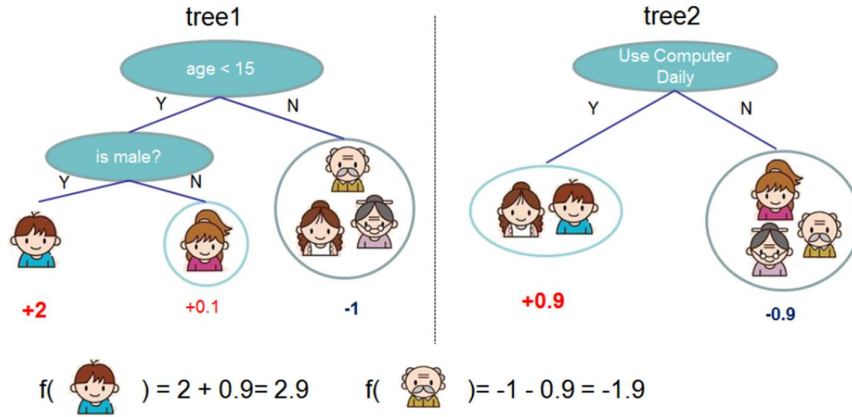 tree1
age < 15
Y
N
is male?
Y
N
+2
+0.1
-1
tree2
Use Computer
Daily
Y
N
+0.9
-0.9
f( ) = 2 + 0.9= 2.9
f( )= -1 - 0.9 = -1.9